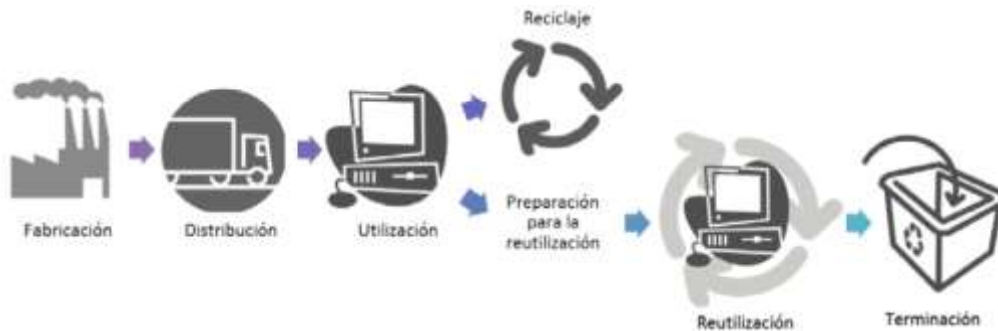 Reciclaje
Fabricación
Distribución
Utilización
Preparación
para la
reutilización
Reutilización
Terminación